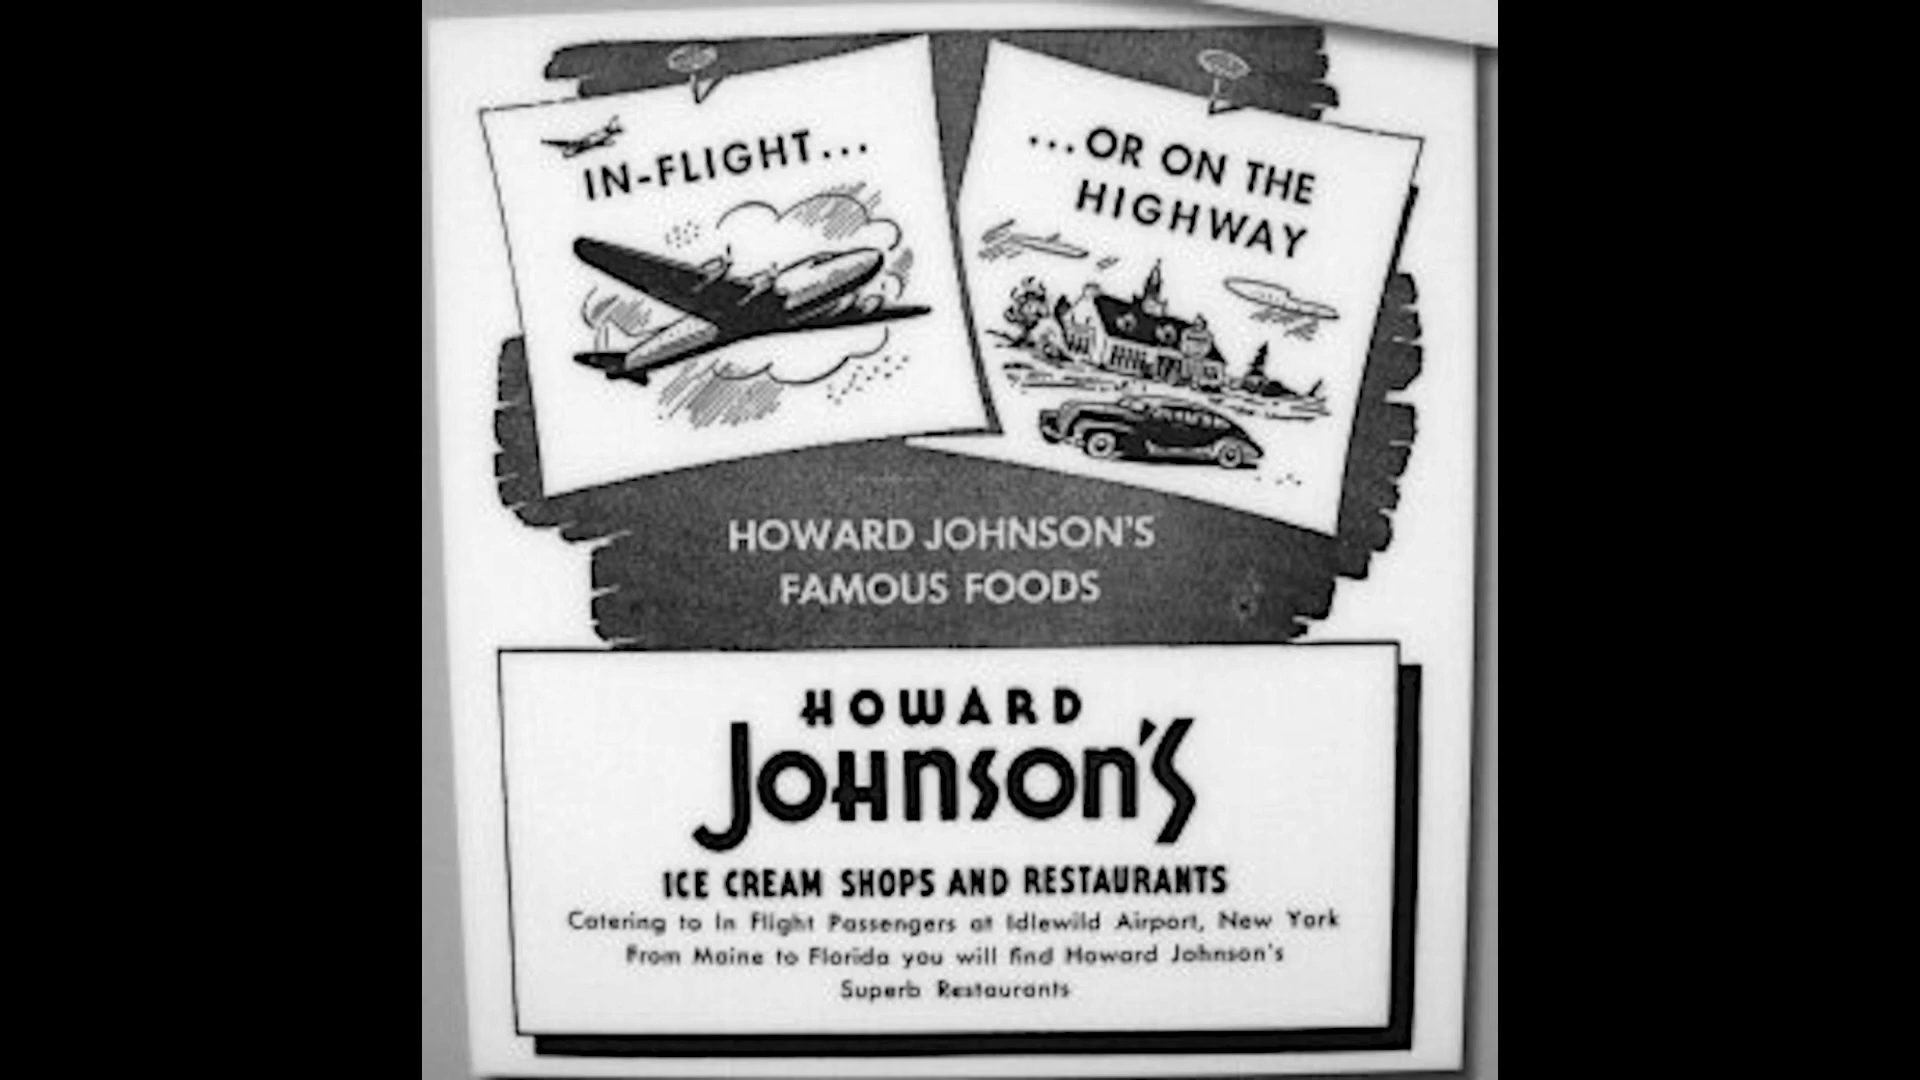 IN-FLIGHT...
...OR ON THE
HIGHWAY
HOWARD JOHNSON'S
FAMOUS FOODS
HOWARD
JOHNSON'S
ICE CREAM SHOPS AND RESTAURANTS
Catering to In Flight Passengers at Idlewild Airport, New York
From Maine to Florida you will find Howard Johnson's
Superb Restaurants